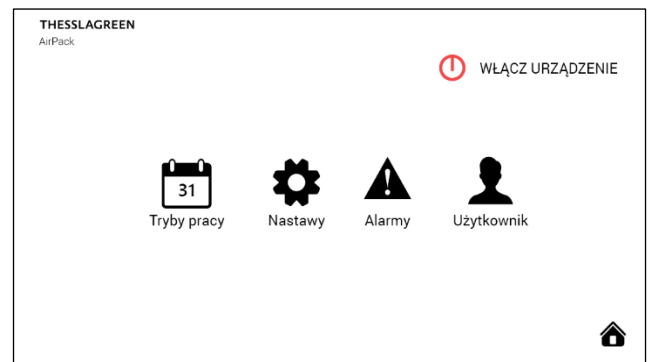 THESSLAGREEN
AirPack
WŁĄCZ URZĄDZENIE
31
Tryby pracy
Nastawy
Alarmy
Użytkownik